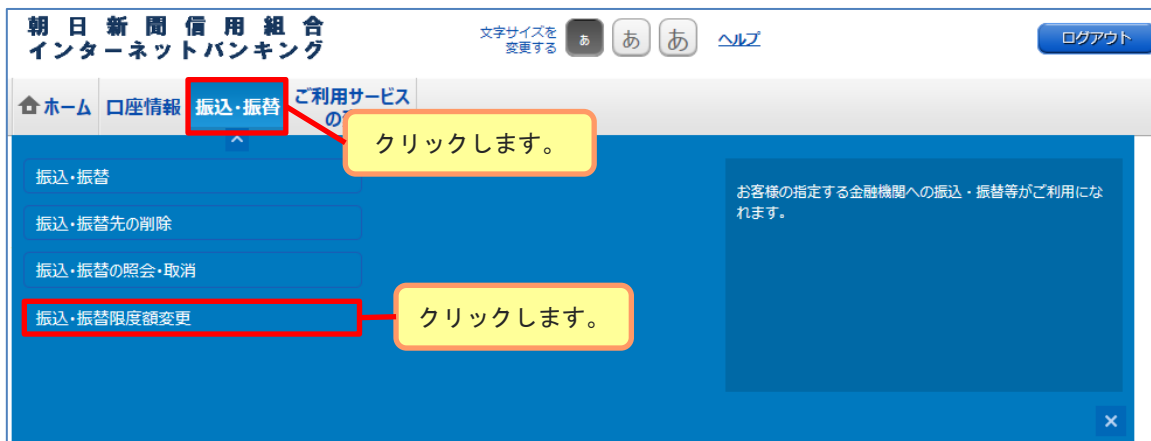 朝日新聞信用組合
インターネットバンキング
文字サイズを
変更する
あ
あ
あ
ヘルプ
ログアウト
ホーム
口座情報
振込・振替
ご利用サービス
の
クリックします。
振込・振替
振込・振替先の削除
振込・振替の照会・取消
振込・振替限度額変更
クリックします。
お客様の指定する金融機関への振込・振替等がご利用にな
れます。